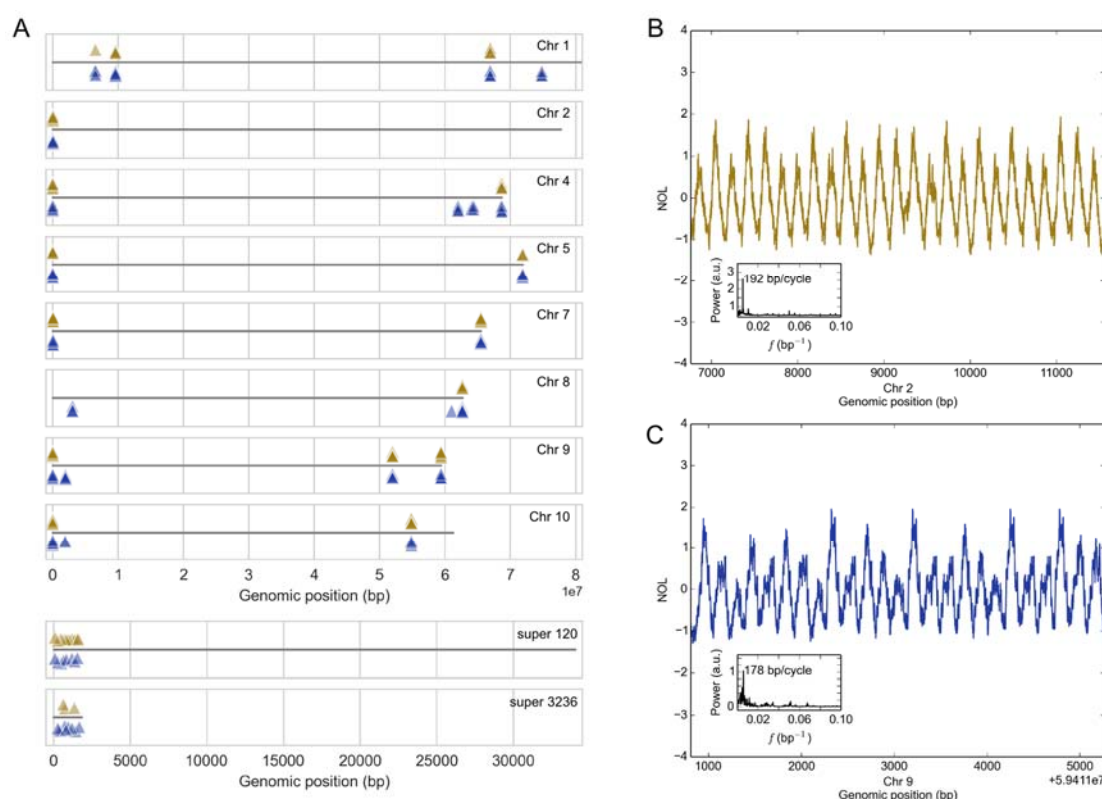 A
Chr 1
Chr 2
Chr 4
Chr 5
Chr 7
Chr 8
Chr 9
Chr 10
0 1 2 3 4 5 6 7 8
Genomic position (bp) 1e7
super 120
super 3236
0 5000 10000 15000 20000 25000 30000
Genomic position (bp)
B
4
3
2
1
0
−1
−2
−3
−4
NOL
192 bp/cycle
Power (a.u.)
3
2
1
0.02 0.06 0.10
f (bp⁻¹)
7000 8000 9000 10000 11000
Chr 2
Genomic position (bp)
C
4
3
2
1
0
−1
−2
−3
−4
NOL
178 bp/cycle
Power (a.u.)
1
0
0.02 0.06 0.10
f (bp⁻¹)
1000 2000 3000 4000 5000
Chr 9 +5.9411e7
Genomic position (bp)